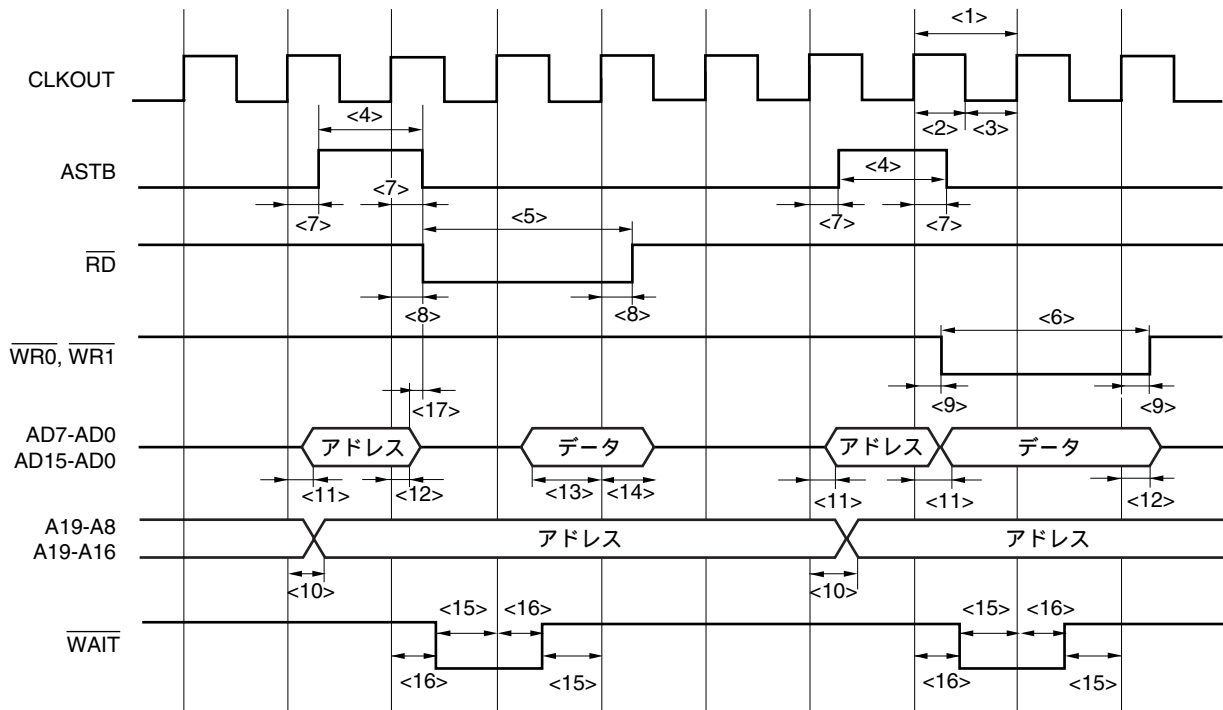 <1>
CLKOUT
<4>
<2> <3>
ASTB
<7>
<4>
<7>
<5>
<7>
<7>
RD
<8>
<8>
<6>
WR0, WR1
<17>
<9>
<9>
AD7-AD0
AD15-AD0
アドレス
データ
アドレス
データ
<11>
<12>
<13>
<14>
<11>
<11>
<12>
A19-A8
A19-A16
アドレス
アドレス
<10>
<10>
<15>
<16>
<15>
<16>
WAIT
<16>
<15>
<16>
<15>